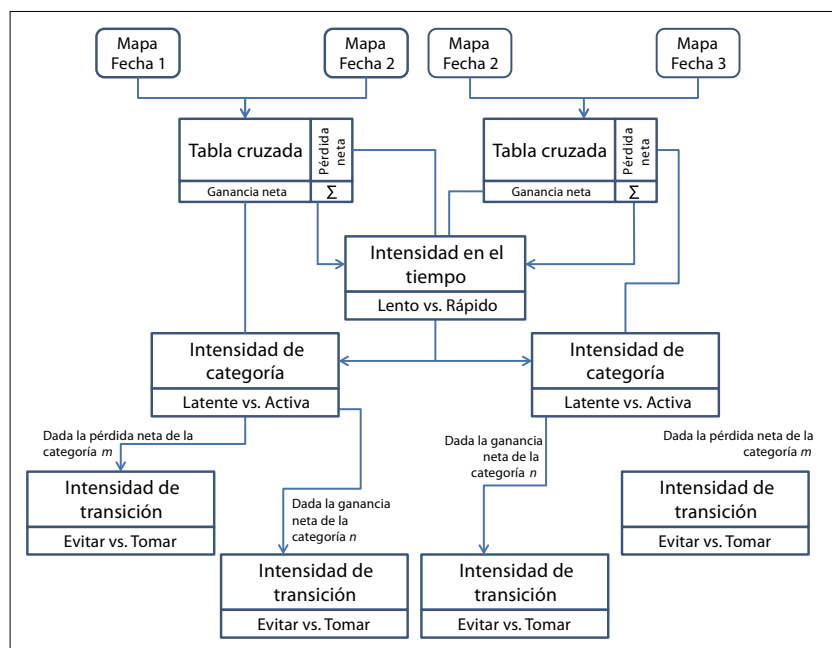 Mapa
Fecha 1
Mapa
Fecha 2
Mapa
Fecha 2
Mapa
Fecha 3
Tabla cruzada
Pérdida
neta
Ganancia neta
Σ
Tabla cruzada
Pérdida
neta
Ganancia neta
Σ
Intensidad en el
tiempo
Lento vs. Rápido
Intensidad de
categoría
Latente vs. Activa
Intensidad de
categoría
Latente vs. Activa
Dada la pérdida neta de la
categoría m
Intensidad de
transición
Evitar vs. Tomar
Dada la ganancia
neta de la
categoría n
Intensidad de
transición
Evitar vs. Tomar
Dada la ganancia
neta de la
categoría n
Intensidad de
transición
Evitar vs. Tomar
Dada la pérdida neta de la
categoría m
Intensidad de
transición
Evitar vs. Tomar